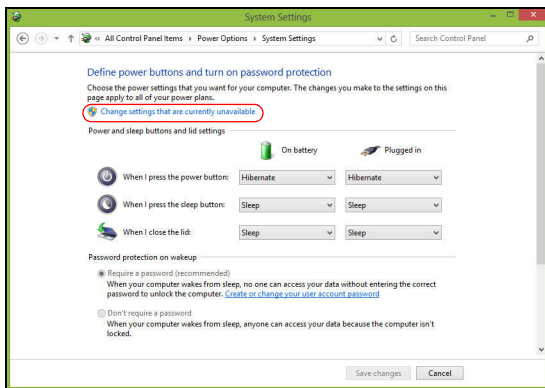 System Settings
« All Control Panel Items › Power Options › System Settings
Search Control Panel
Define power buttons and turn on password protection
Choose the power settings that you want for your computer. The changes you make to the settings on this
page apply to all of your power plans.
Change settings that are currently unavailable
Power and sleep buttons and lid settings
On battery Plugged in
When I press the power button: Hibernate Hibernate
When I press the sleep button: Sleep Sleep
When I close the lid: Sleep Sleep
Password protection on wakeup
Require a password (recommended)
When your computer wakes from sleep, no one can access your data without entering the correct
password to unlock the computer. Create or change your user account password
Don't require a password
When your computer wakes from sleep, anyone can access your data because the computer isn't
locked.
Save changes Cancel